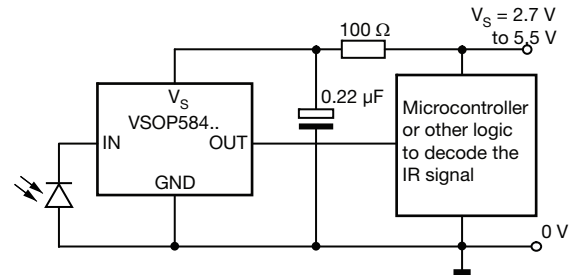 V_S = 2.7 V
to 5.5 V
100 Ω
0.22 µF
V_S
VSOP584..
IN
OUT
GND
Microcontroller
or other logic
to decode the
IR signal
0 V